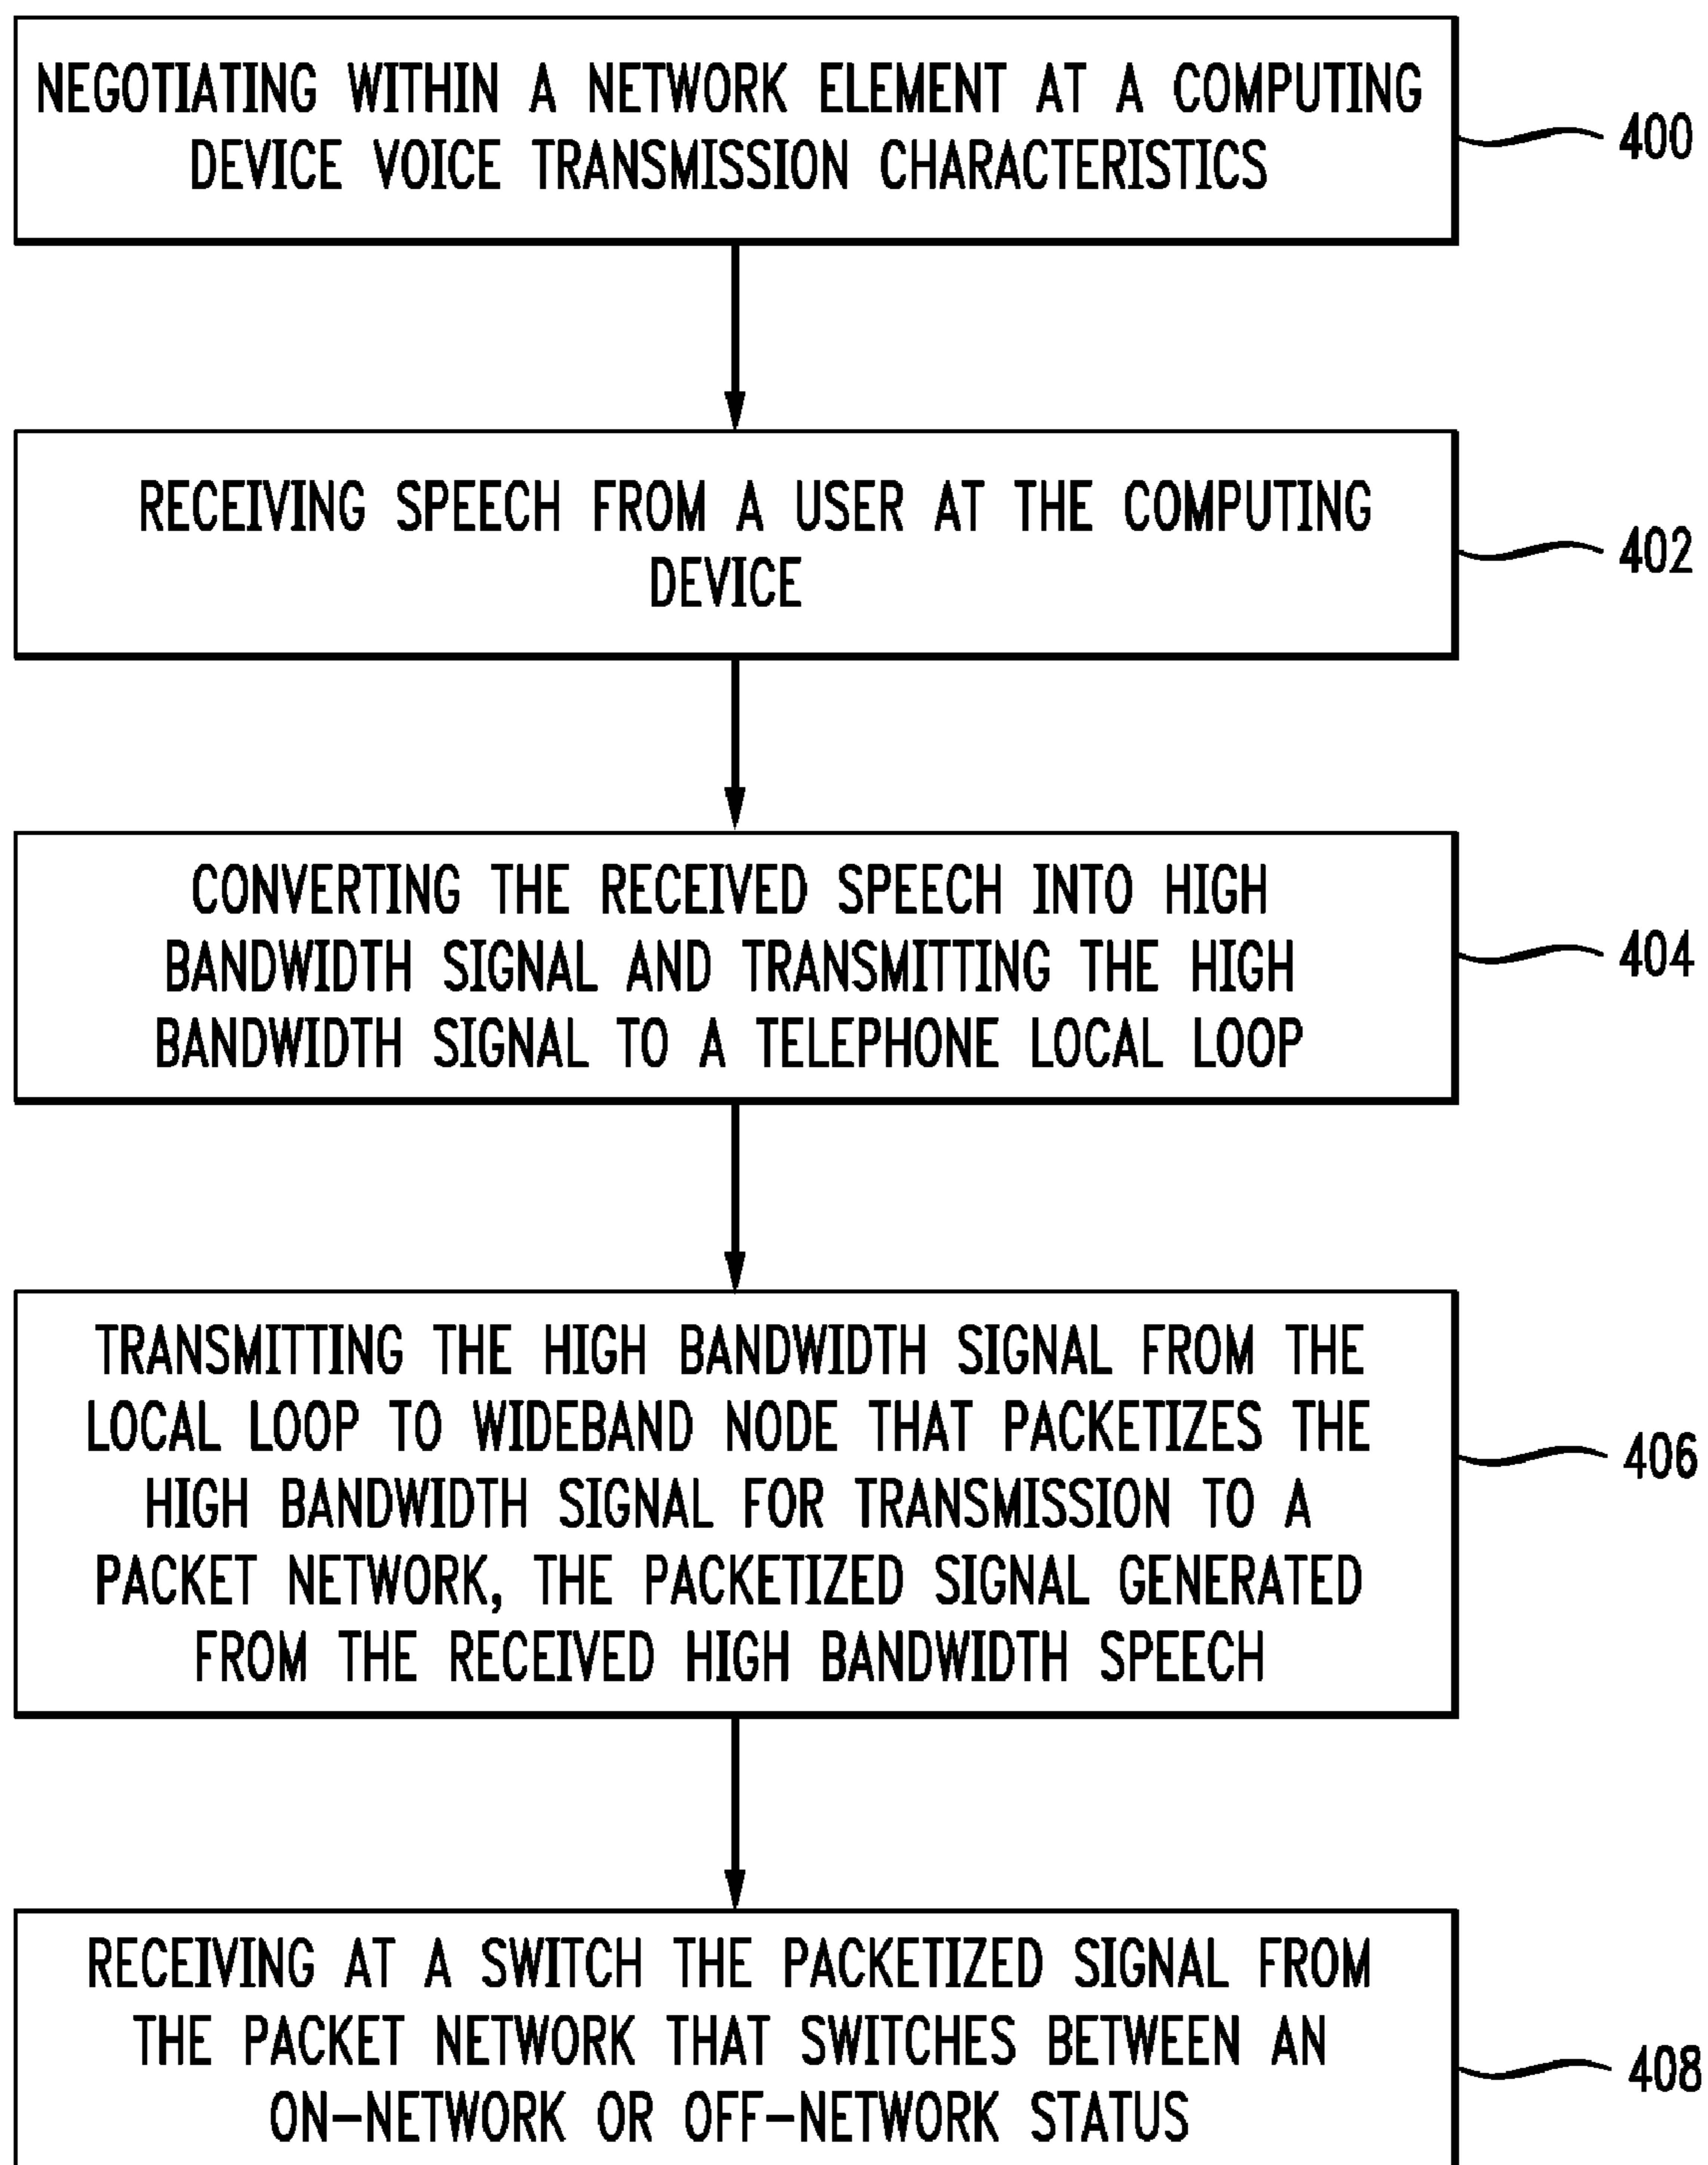 NEGOTIATING WITHIN A NETWORK ELEMENT AT A COMPUTING
DEVICE VOICE TRANSMISSION CHARACTERISTICS
400
RECEIVING SPEECH FROM A USER AT THE COMPUTING
DEVICE
402
CONVERTING THE RECEIVED SPEECH INTO HIGH
BANDWIDTH SIGNAL AND TRANSMITTING THE HIGH
BANDWIDTH SIGNAL TO A TELEPHONE LOCAL LOOP
404
TRANSMITTING THE HIGH BANDWIDTH SIGNAL FROM THE
LOCAL LOOP TO WIDEBAND NODE THAT PACKETIZES THE
HIGH BANDWIDTH SIGNAL FOR TRANSMISSION TO A
PACKET NETWORK, THE PACKETIZED SIGNAL GENERATED
FROM THE RECEIVED HIGH BANDWIDTH SPEECH
406
RECEIVING AT A SWITCH THE PACKETIZED SIGNAL FROM
THE PACKET NETWORK THAT SWITCHES BETWEEN AN
ON-NETWORK OR OFF-NETWORK STATUS
408